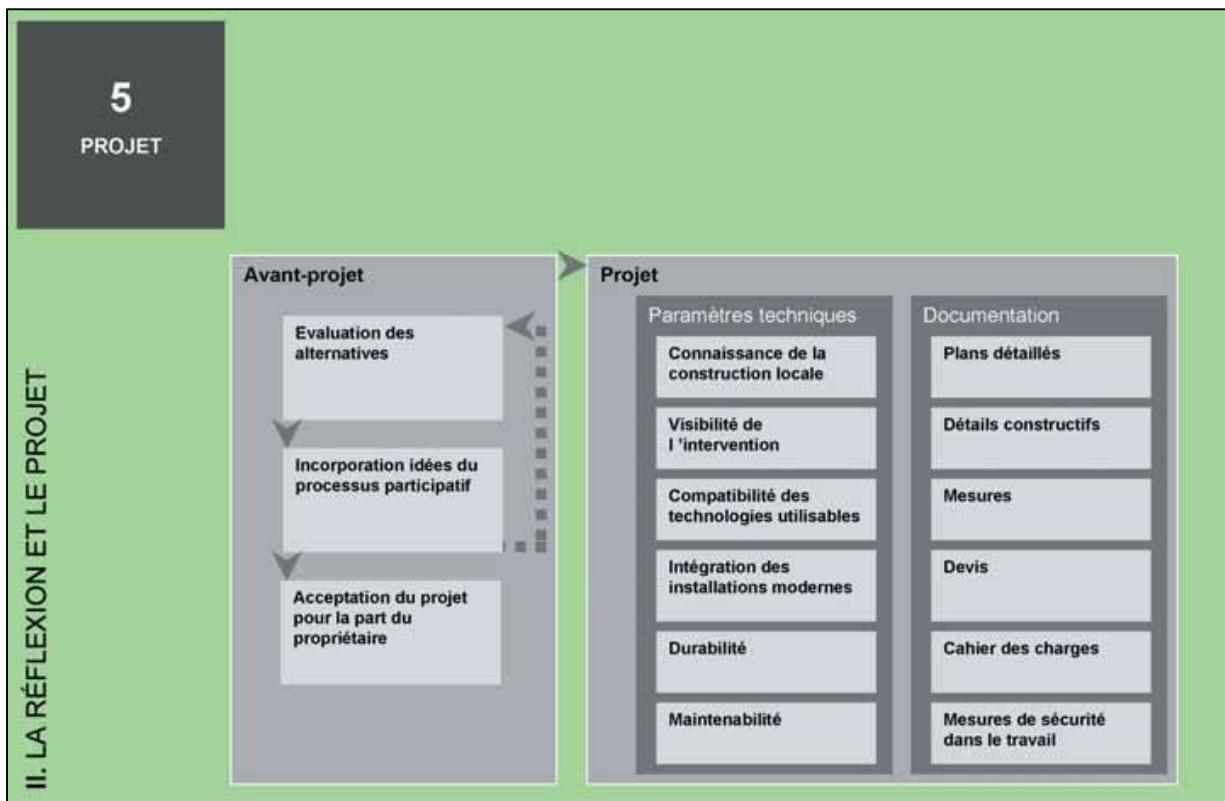 5
PROJET
II. LA RÉFLEXION ET LE PROJET
Avant-projet
Evaluation des
alternatives
Incorporation idées du
processus participatif
Acceptation du projet
pour la part du
propriétaire
Projet
Paramètres techniques
Connaissance de la
construction locale
Visibilité de
l 'intervention
Compatibilité des
technologies utilisables
Intégration des
installations modernes
Durabilité
Maintenabilité
Documentation
Plans détaillés
Détails constructifs
Mesures
Devis
Cahier des charges
Mesures de sécurité
dans le travail